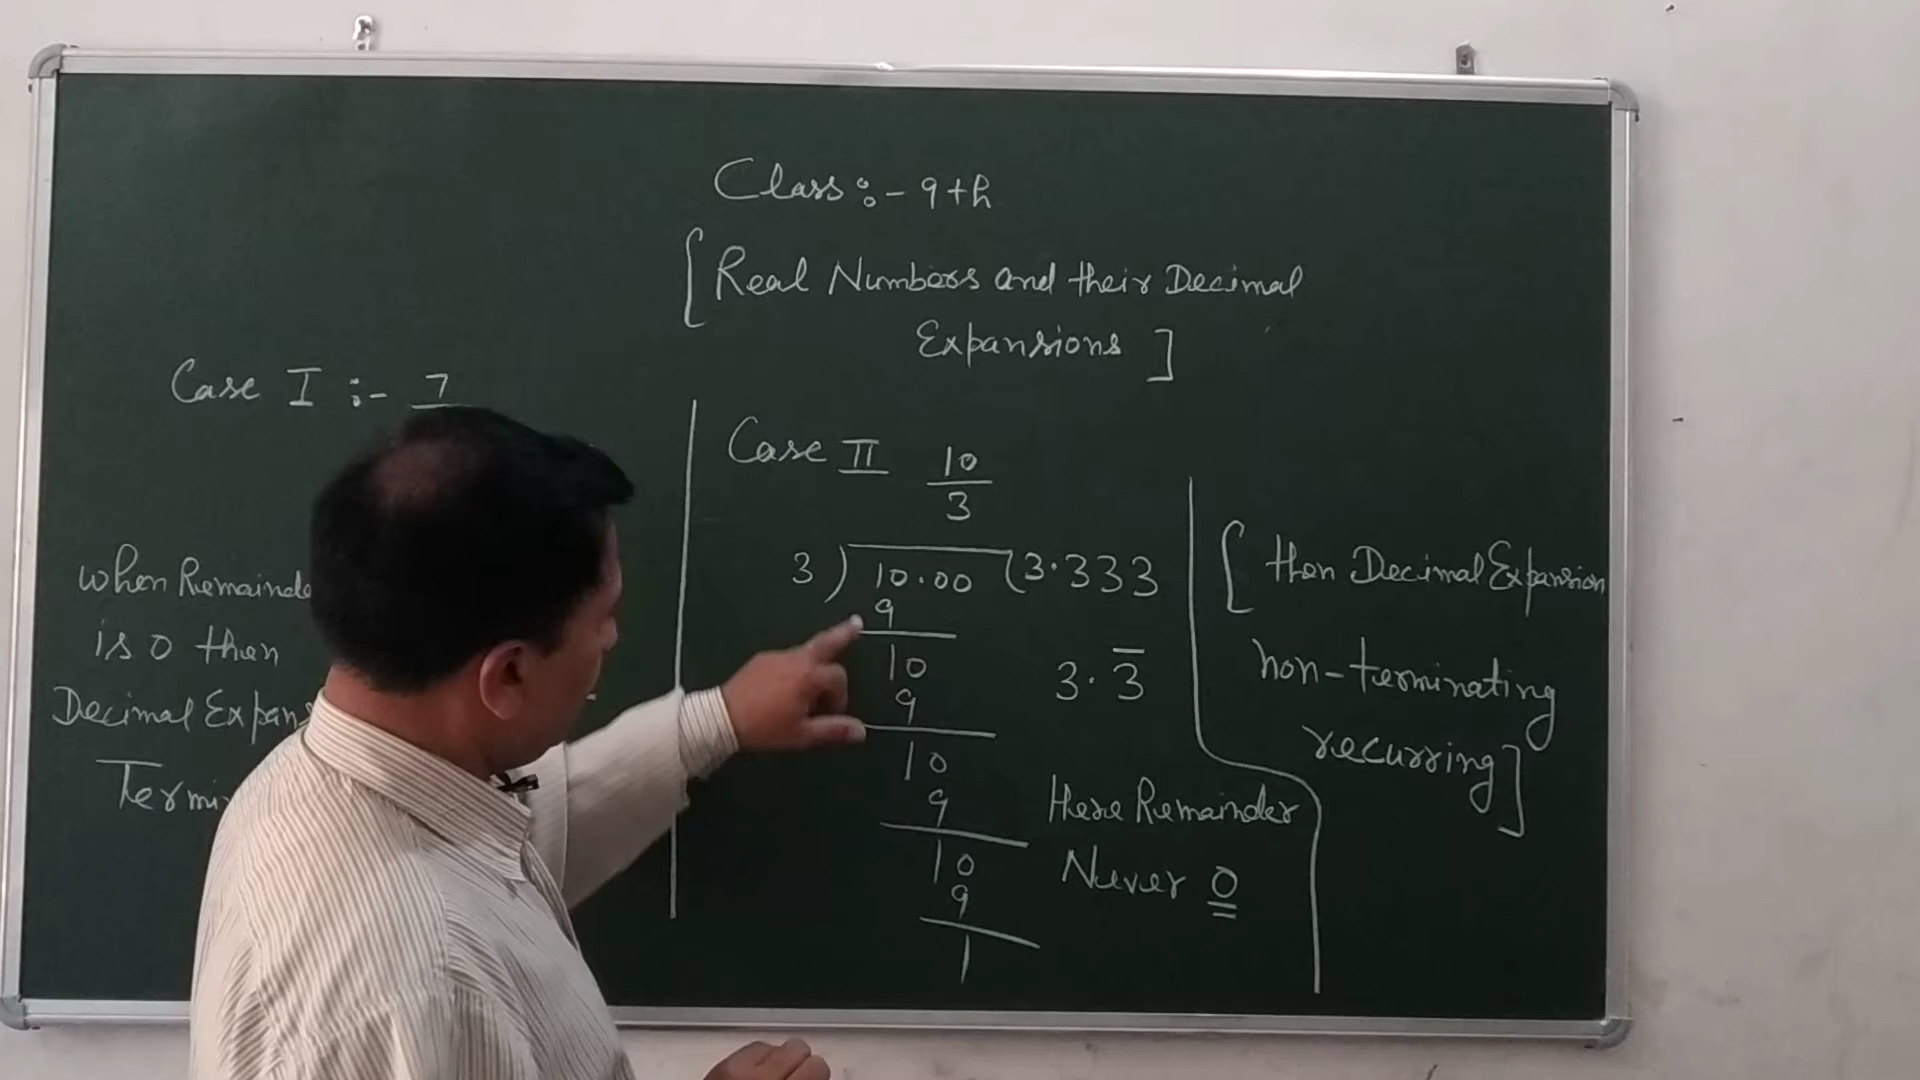 Class :- 9th
[Real Numbers and their Decimal
Expansions]
Case I :- 7
when
is 0 then
Decimal
Case II 10
3
3 ) 10.00 ( 3.333
9
10
9
10
9
10
9
1
3.3̅
Here Remainder
Never 0
[then Decimal Expansion
non-terminating
recurring]